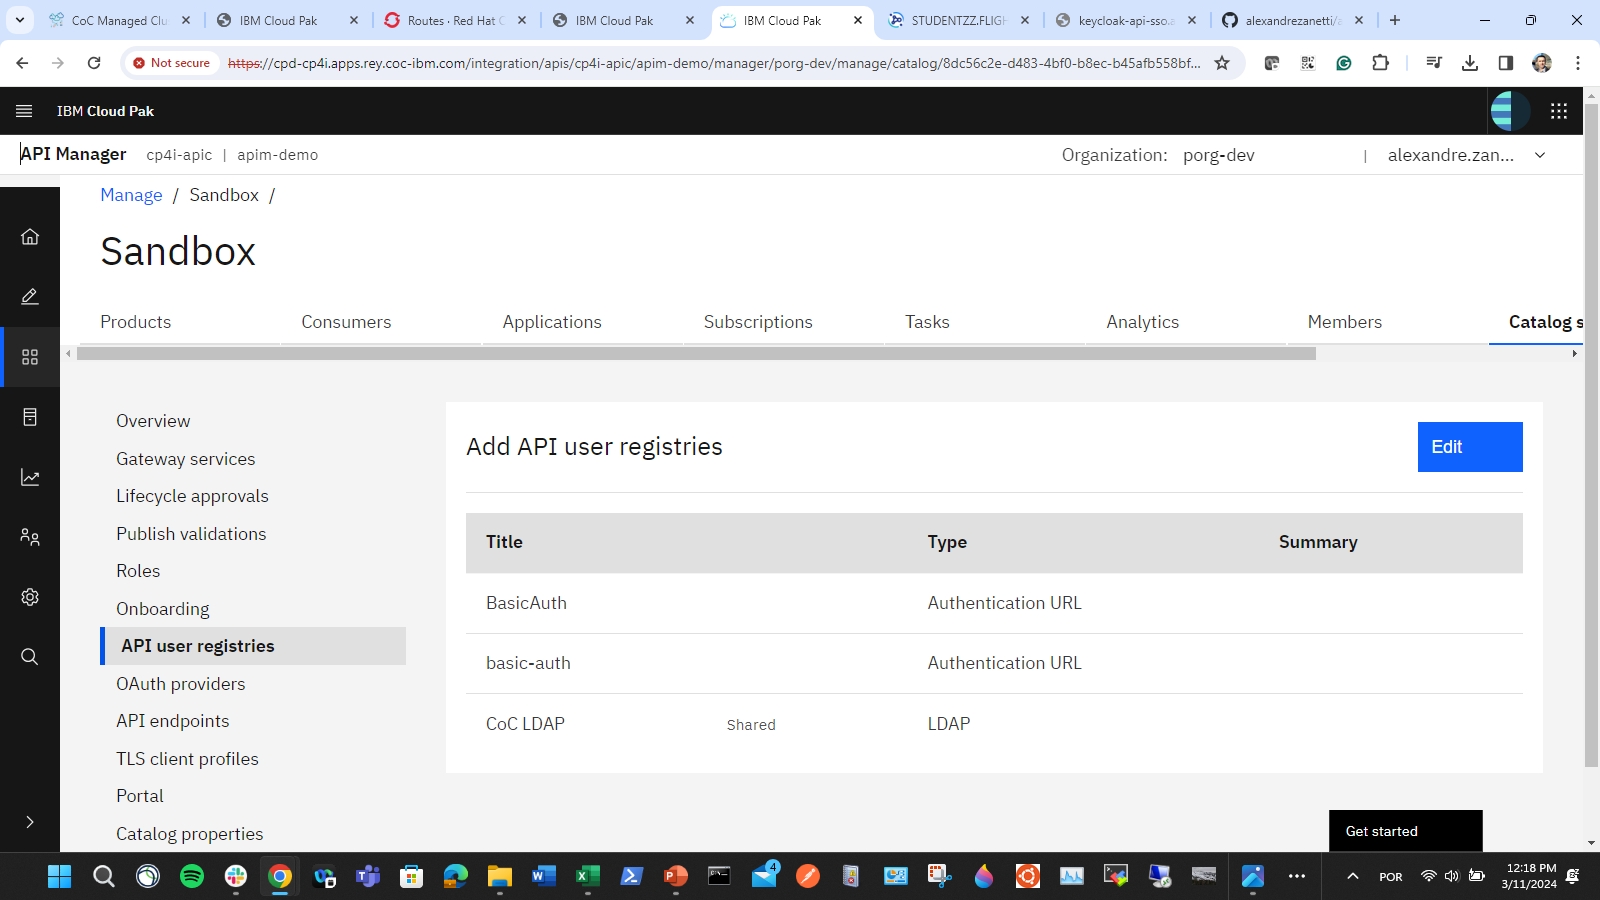 CoC Managed Clu
IBM Cloud Pak
Routes · Red Hat C
IBM Cloud Pak
IBM Cloud Pak
STUDENTZZ.FLIGH
keycloak-api-sso.a
alexandrezanetti/a
Not secure
https://cpd-cp4i.apps.rey.coc-ibm.com/integration/apis/cp4i-apic/apim-demo/manager/porg-dev/manage/catalog/8dc56c2e-d483-4bf0-b8ec-b45afb558bf...
IBM Cloud Pak
API Manager cp4i-apic | apim-demo
Organization: porg-dev | alexandre.zan...
Manage / Sandbox /
Sandbox
Products Consumers Applications Subscriptions Tasks Analytics Members Catalog s
Overview
Gateway services
Lifecycle approvals
Publish validations
Roles
Onboarding
API user registries
OAuth providers
API endpoints
TLS client profiles
Portal
Catalog properties
Add API user registries
Edit
Title Type Summary
BasicAuth Authentication URL
basic-auth Authentication URL
CoC LDAP Shared LDAP
Get started
4
POR
12:18 PM
3/11/2024